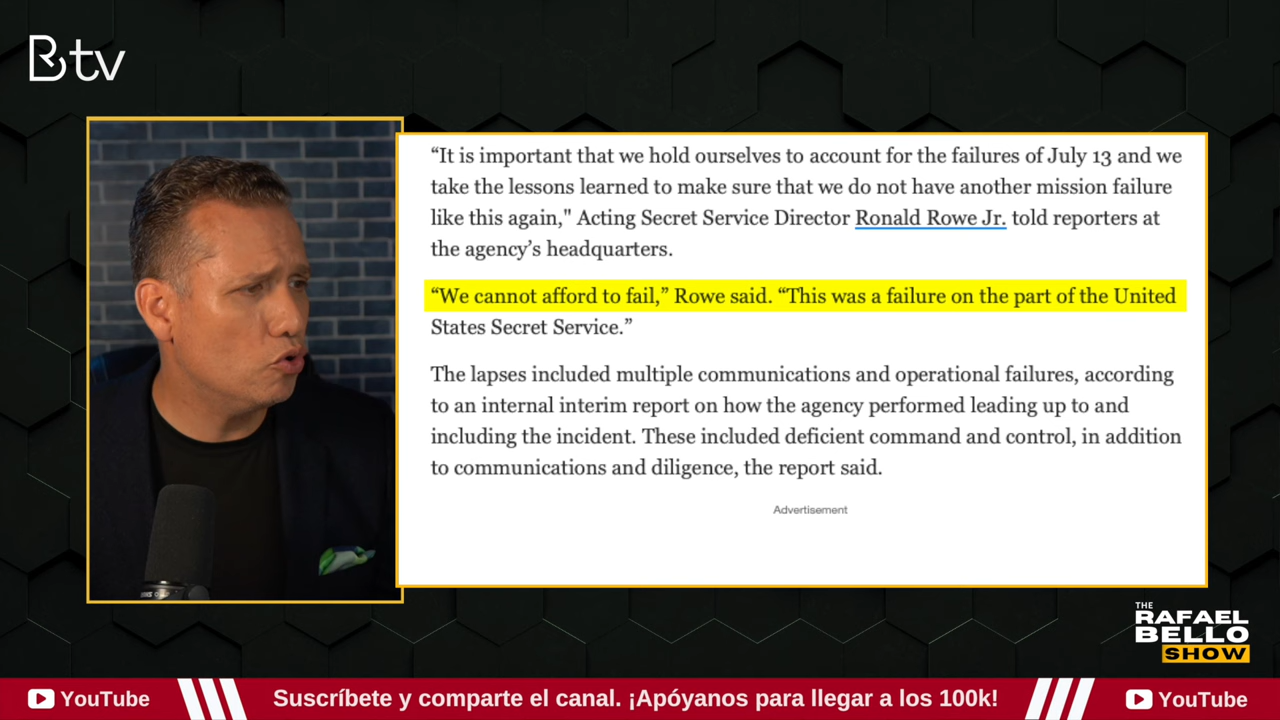 Btv
“It is important that we hold ourselves to account for the failures of July 13 and we
take the lessons learned to make sure that we do not have another mission failure
like this again," Acting Secret Service Director Ronald Rowe Jr. told reporters at
the agency’s headquarters.
“We cannot afford to fail,” Rowe said. “This was a failure on the part of the United
States Secret Service.”
The lapses included multiple communications and operational failures, according
to an internal interim report on how the agency performed leading up to and
including the incident. These included deficient command and control, in addition
to communications and diligence, the report said.
Advertisement
THE
RAFAEL
BELLO
SHOW
YouTube
Suscríbete y comparte el canal. ¡Apóyanos para llegar a los 100k!
YouTube